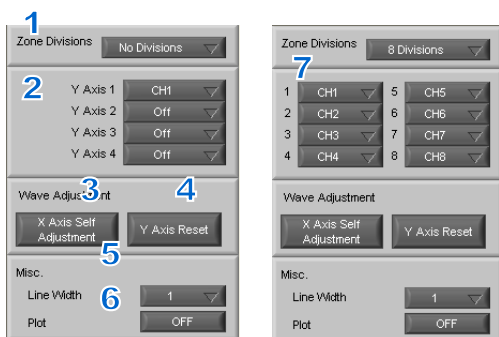 1
Zone Divisions No Divisions
2
Y Axis 1 CH1
Y Axis 2 Off
Y Axis 3 Off
Y Axis 4 Off
Wave Adjustment
3 4
X Axis Self Adjustment Y Axis Reset
5
Misc.
Line Width 6 1
Plot OFF
Zone Divisions 8 Divisions
7
1 CH1 5 CH5
2 CH2 6 CH6
3 CH3 7 CH7
4 CH4 8 CH8
Wave Adjustment
X Axis Self Adjustment Y Axis Reset
Misc.
Line Width 1
Plot OFF